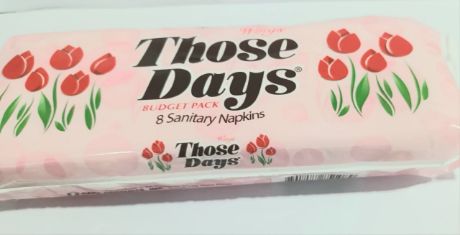 Those
Days®
BUDGET PACK
8 Sanitary Napkins
Those
Days®